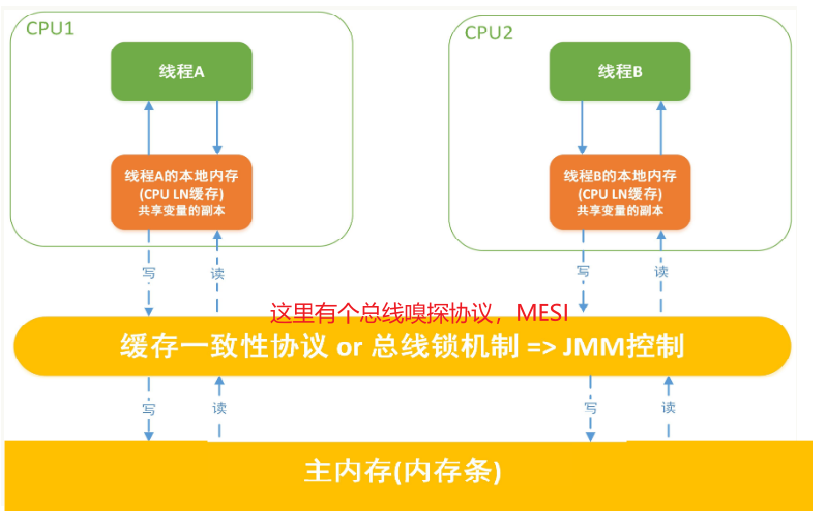 CPU1
CPU2
线程A
线程B
线程A的本地内存
(CPU LN缓存)
共享变量的副本
线程B的本地内存
(CPU LN缓存)
共享变量的副本
写
读
写
读
这里有个总线嗅探协议，MESI
缓存一致性协议 or 总线锁机制 => JMM控制
写
读
写
读
主内存(内存条)